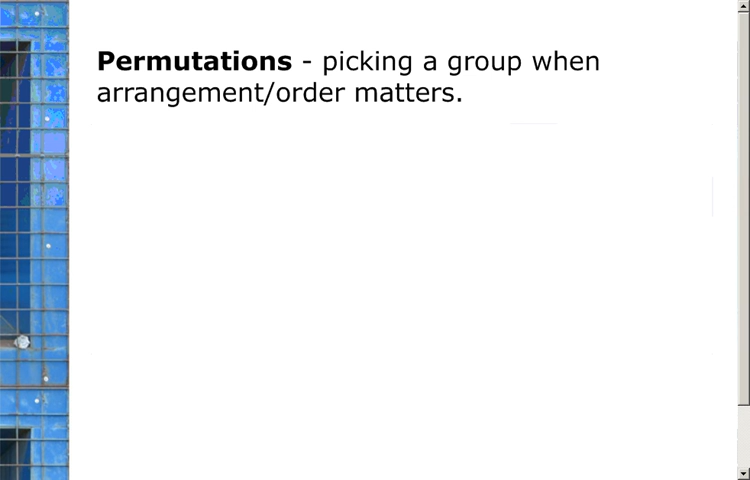 Permutations - picking a group when
arrangement/order matters.